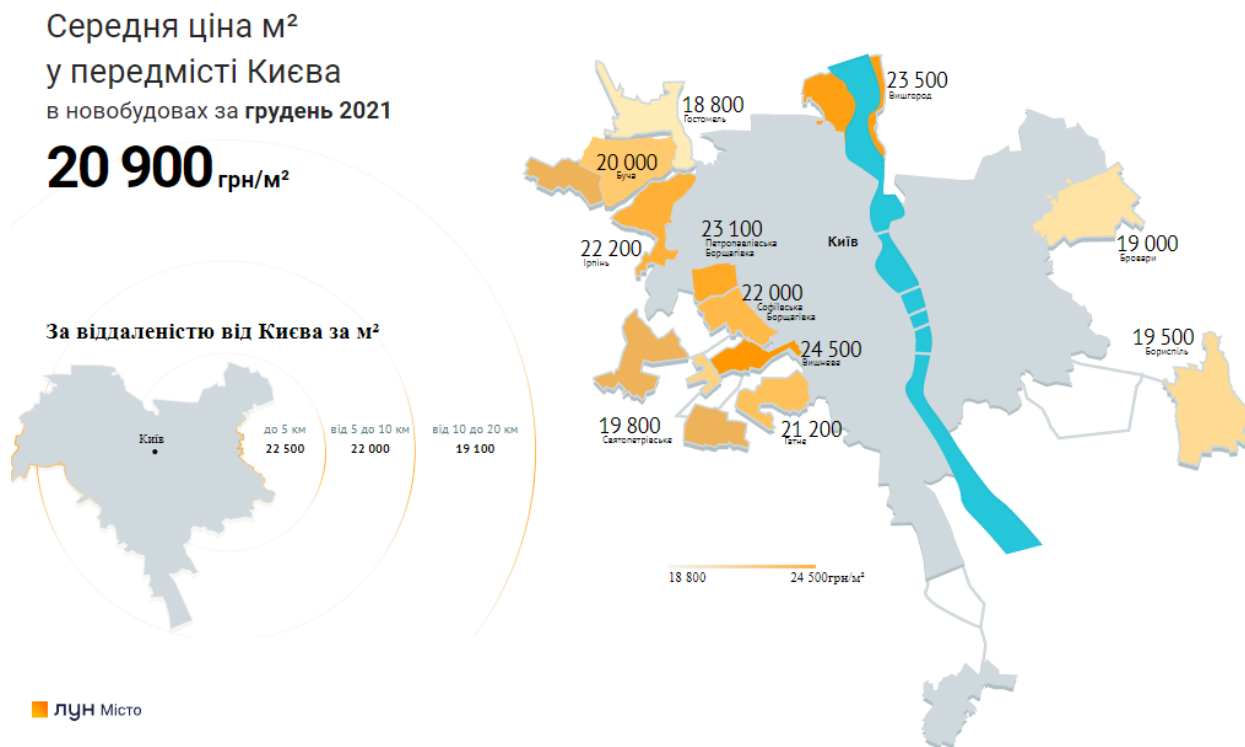 Середня ціна м²
у передмісті Києва
в новобудовах за грудень 2021
20 900 грн/м²
За віддаленістю від Києва за м²
Київ
до 5 км
22 500
від 5 до 10 км
22 000
від 10 до 20 км
19 100
ЛУН Місто
23 500
Вишгород
18 800
Гостомель
20 000
Буча
22 200
Ірпінь
23 100
Петропавлівська
Борщагівка
Київ
22 000
Софіївська
Борщагівка
24 500
Вишневе
19 800
Святопетрівське
21 200
Татне
19 000
Бровари
19 500
Бориспіль
18 800
24 500грн/м²